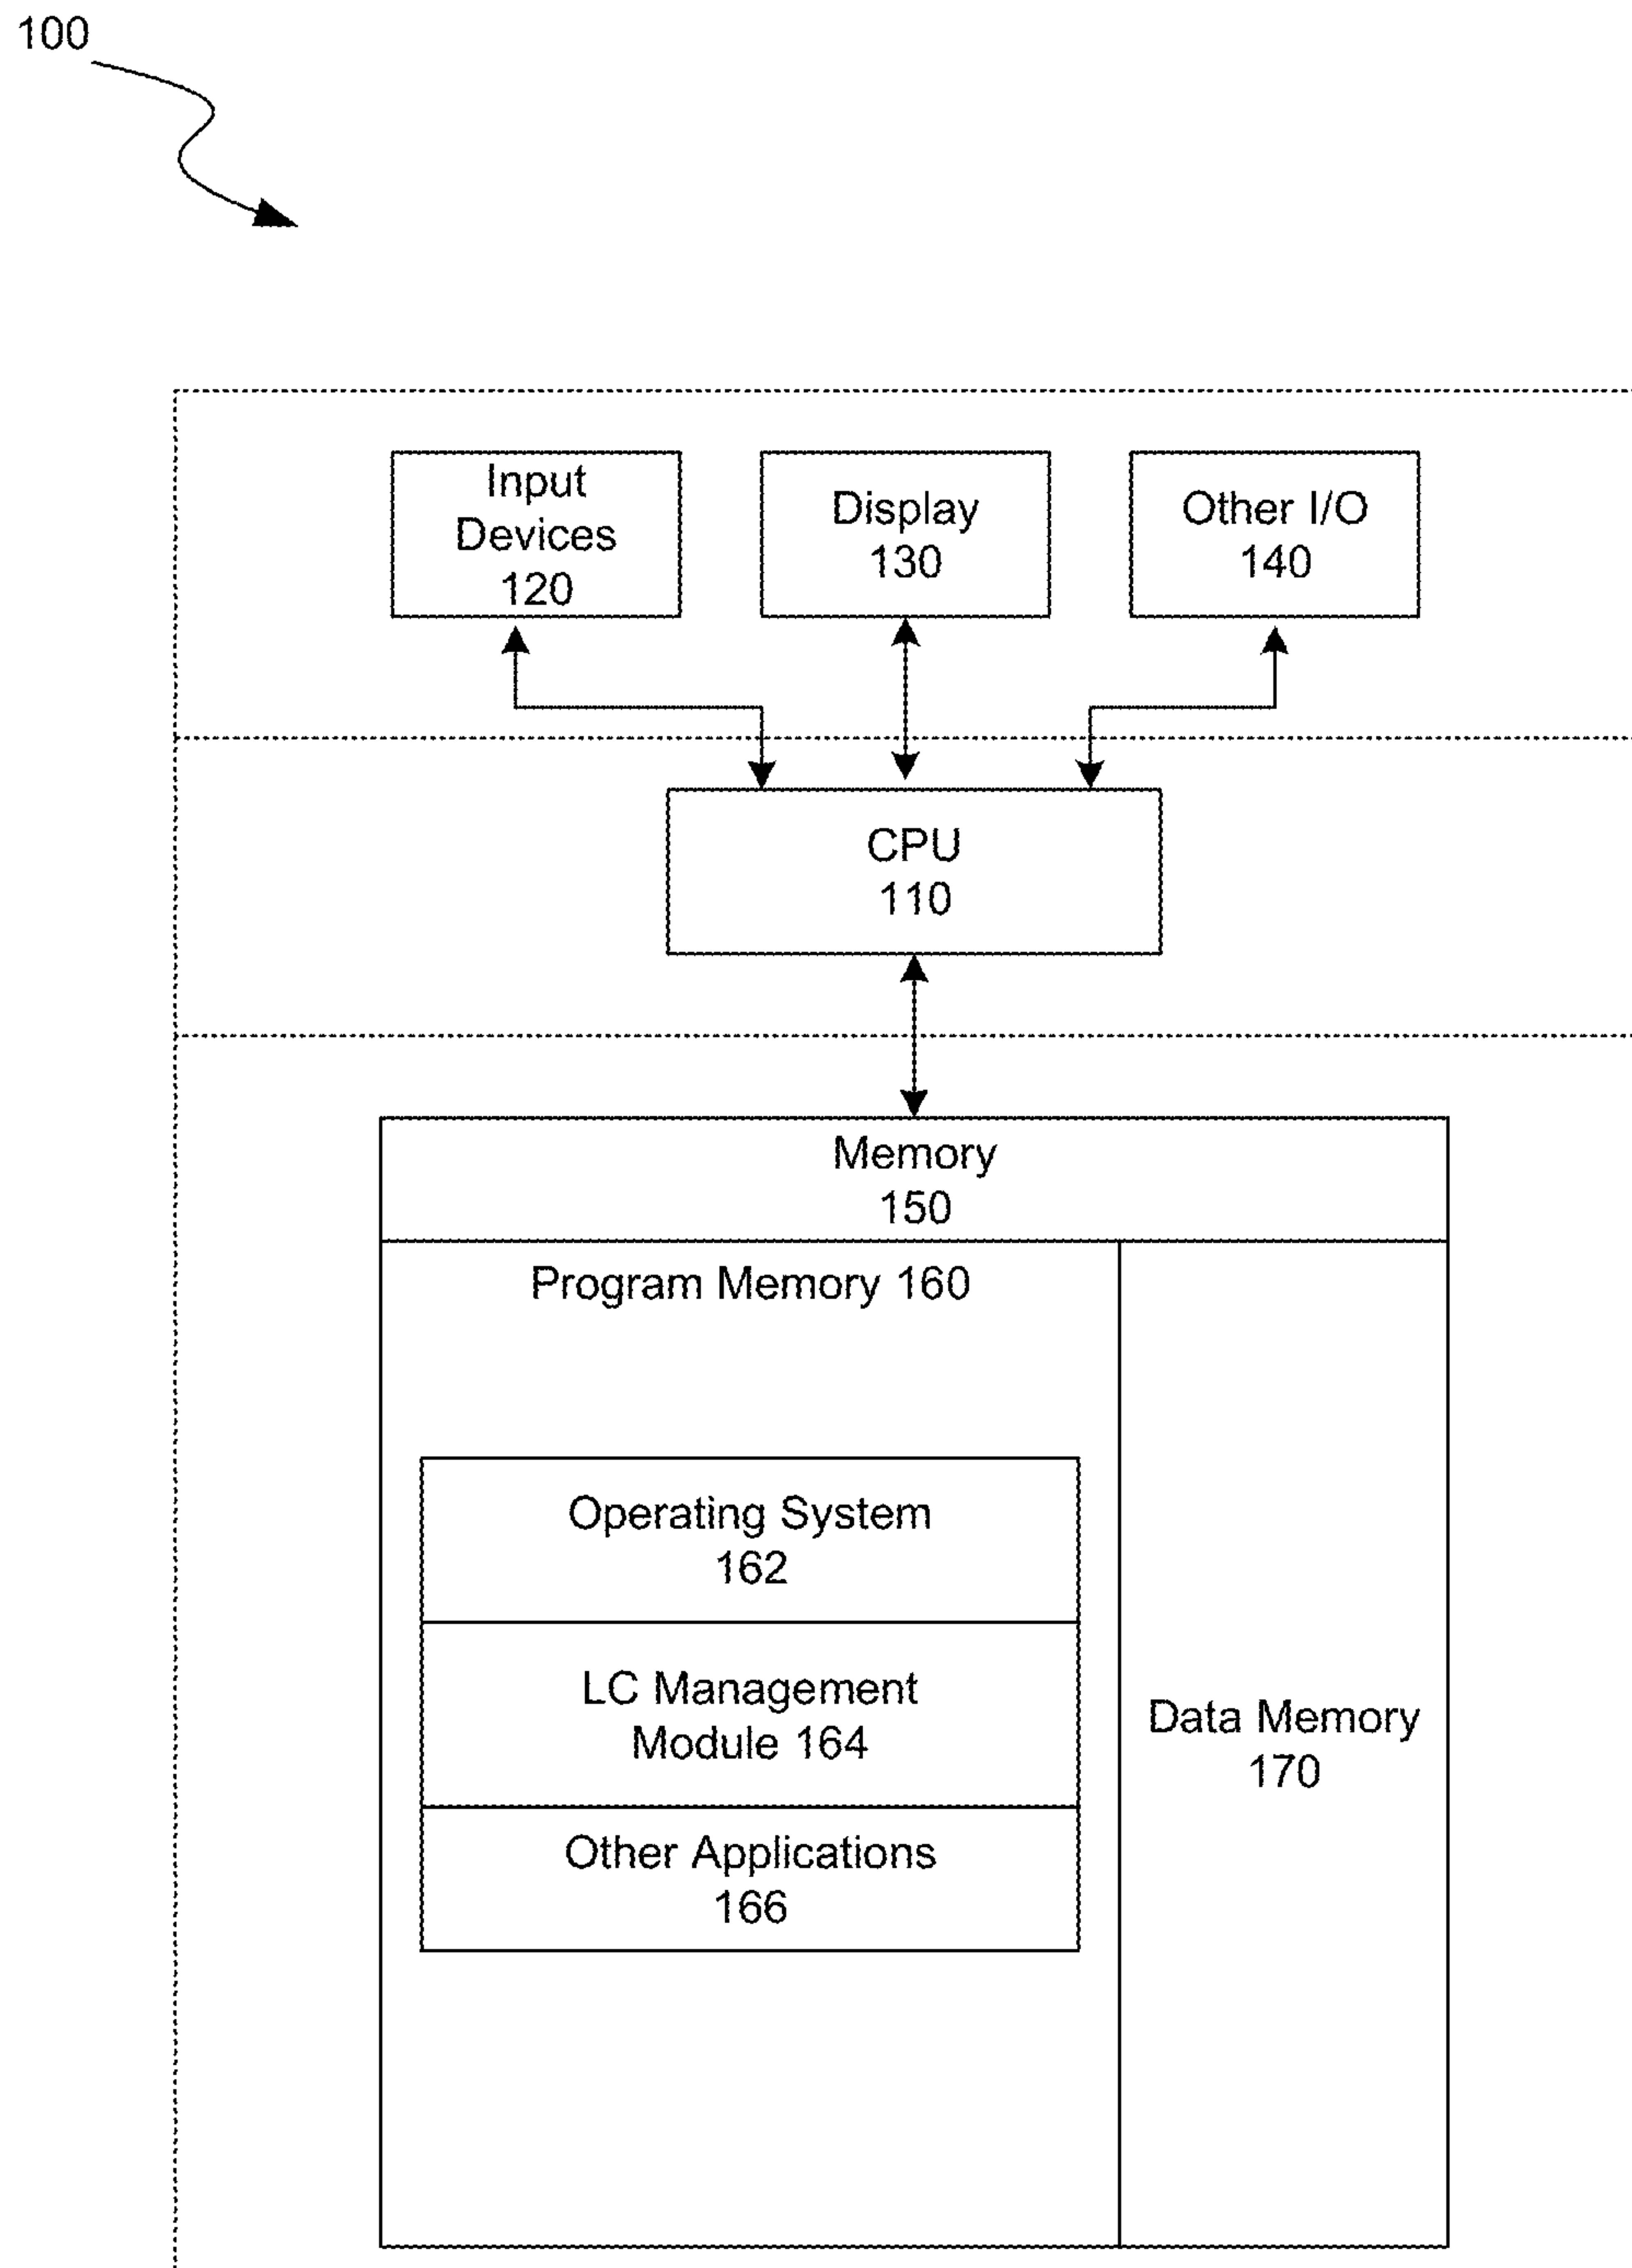 100
Input
Devices
120
Display
130
Other I/O
140
CPU
110
Memory
150
Program Memory 160
Operating System
162
LC Management
Module 164
Other Applications
166
Data Memory
170